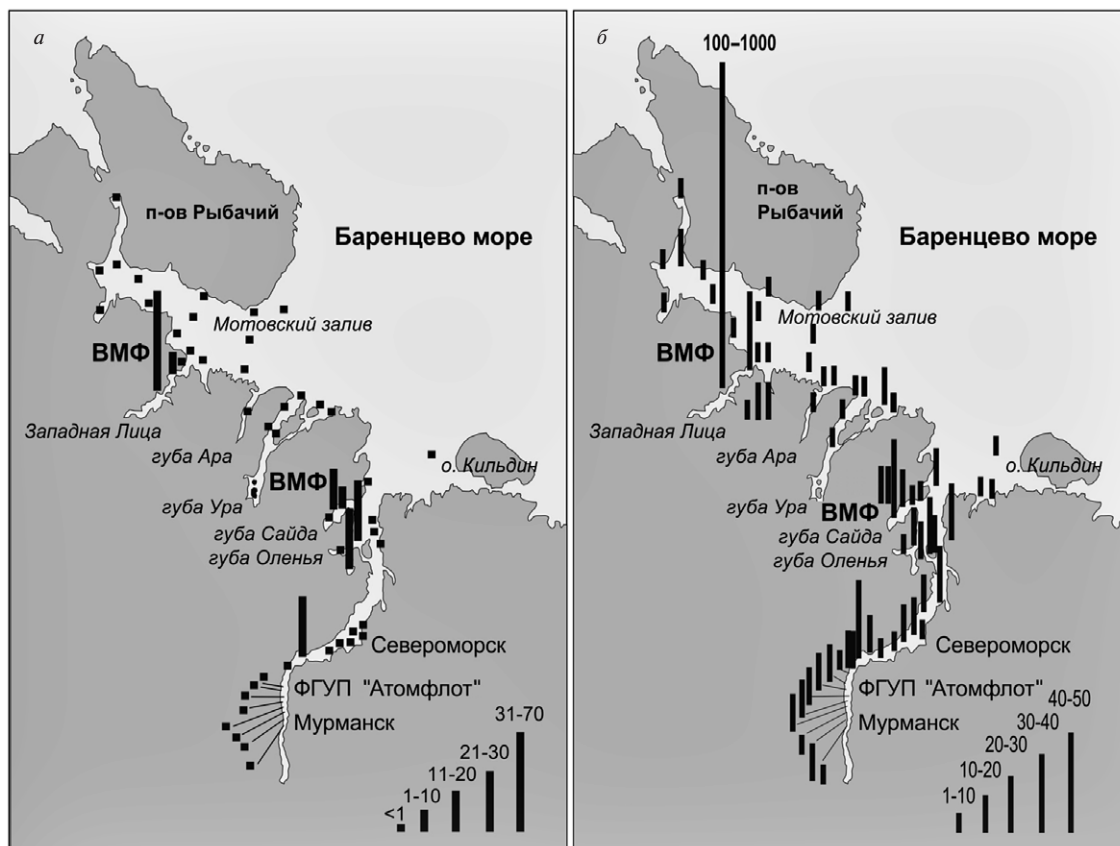 а
п-ов Рыбачий
Баренцево море
Мотовский залив
ВМФ
Западная Лица
губа Ара
о. Кильдин
ВМФ
губа Ура
губа Сайда
губа Оленья
Североморск
ФГУП "Атомфлот"
Мурманск
31-70
21-30
11-20
1-10
<1
б
100–1000
п-ов
Рыбачий
Баренцево море
Мотовский залив
ВМФ
Западная Лица
губа Ара
о. Кильдин
губа Ура
ВМФ
губа Сайда
губа Оленья
Североморск
ФГУП "Атомфлот"
Мурманск
40-50
30-40
20-30
10-20
1-10